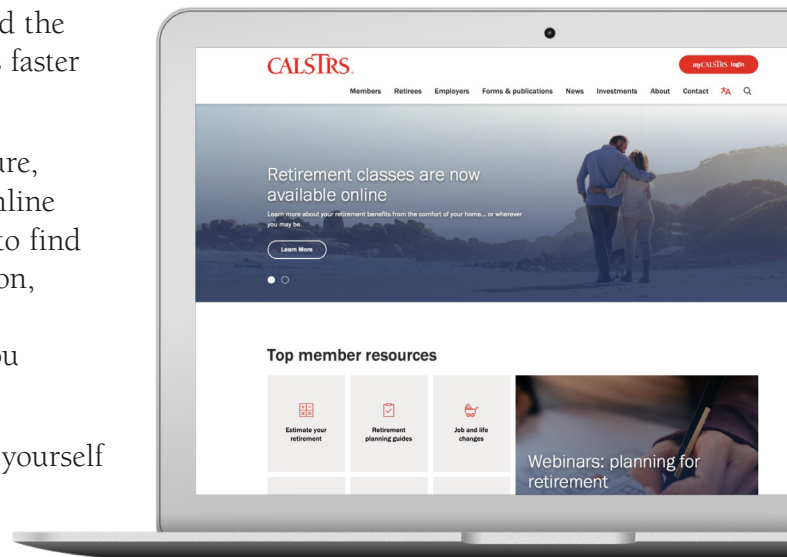 d the
faster
ure,
nline
to find
on,
ou
yourself
CALSTRS
myCALSTRS login
Members Retirees Employers Forms & publications News Investments About Contact
Retirement classes are now
available online
Learn more about your retirement benefits from the comfort of your home... or wherever
you may be.
Learn More
Top member resources
Estimate your
retirement
Retirement
planning guides
Job and life
changes
Webinars: planning for
retirement